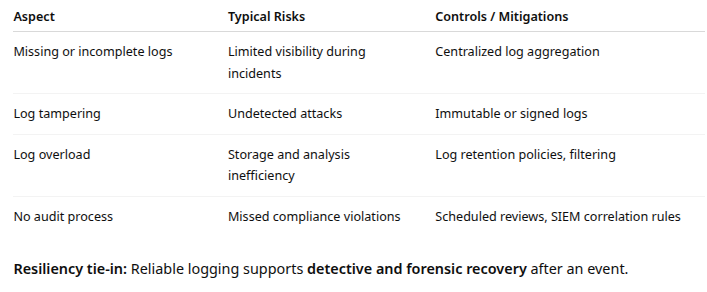 Aspect Typical Risks Controls / Mitigations
Missing or incomplete logs Limited visibility during Centralized log aggregation
incidents
Log tampering Undetected attacks Immutable or signed logs
Log overload Storage and analysis Log retention policies, filtering
inefficiency
No audit process Missed compliance violations Scheduled reviews, SIEM correlation rules
Resiliency tie-in: Reliable logging supports detective and forensic recovery after an event.